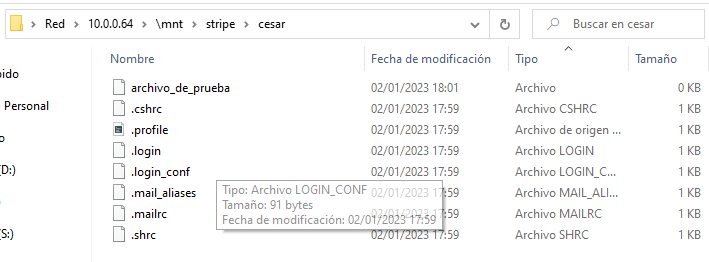 Red > 10.0.0.64 > \mnt > stripe > cesar
Buscar en cesar
Fecha de modificación Tipo Tamaño
pido archivo_de_prueba 02/01/2023 18:01 Archivo 0 KB
.cshrc 02/01/2023 17:59 Archivo CSHRC 1 KB
Personal .profile 02/01/2023 17:59 Archivo de origen ... 1 KB
o .login 02/01/2023 17:59 Archivo LOGIN 1 KB
(D:) .login_conf 02/01/2023 17:59 Archivo LOGIN_C... 1 KB
.mail_aliases 02/01/2023 17:59 Archivo MAIL_ALI... 1 KB
.mailrc 02/01/2023 17:59 Archivo MAILRC 1 KB
(S:) .shrc 02/01/2023 17:59 Archivo SHRC 1 KB
Tipo: Archivo LOGIN_CONF
Tamaño: 91 bytes
Fecha de modificación: 02/01/2023 17:59